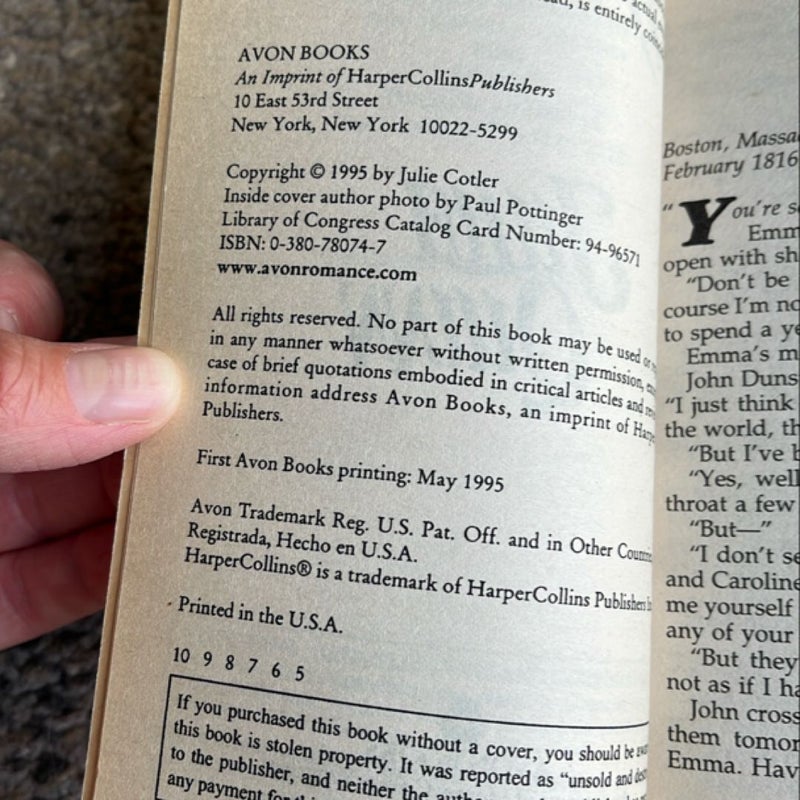 actual
is entirely
AVON BOOKS
An Imprint of HarperCollinsPublishers
10 East 53rd Street
New York, New York 10022-5299
Copyright © 1995 by Julie Cotler
Inside cover author photo by Paul Pottinger
Library of Congress Catalog Card Number: 94-96571
ISBN: 0-380-78074-7
www.avonromance.com
All rights reserved. No part of this book may be used or
in any manner whatsoever without written permission,
case of brief quotations embodied in critical articles and
information address Avon Books, an imprint of
Publishers.
First Avon Books printing: May 1995
Avon Trademark Reg. U.S. Pat. Off. and in Other
Registrada, Hecho en U.S.A.
HarperCollins® is a trademark of HarperCollins Publishers
Printed in the U.S.A.
10 9 8 7 6 5
If you purchased this book without a cover, you should be
this book is stolen property. It was reported as "unsold and
to the publisher, and neither the
any payment for
Boston,
February 1816
"You're
open with
"Don't be
course I'm
to spend a
Emma's
John
"I just think
the world,
"But I've
"Yes, well
throat a few
"But—"
"I don't
and Caroline
me yourself
any of your
"But they
not as if I
John
them
Emma.